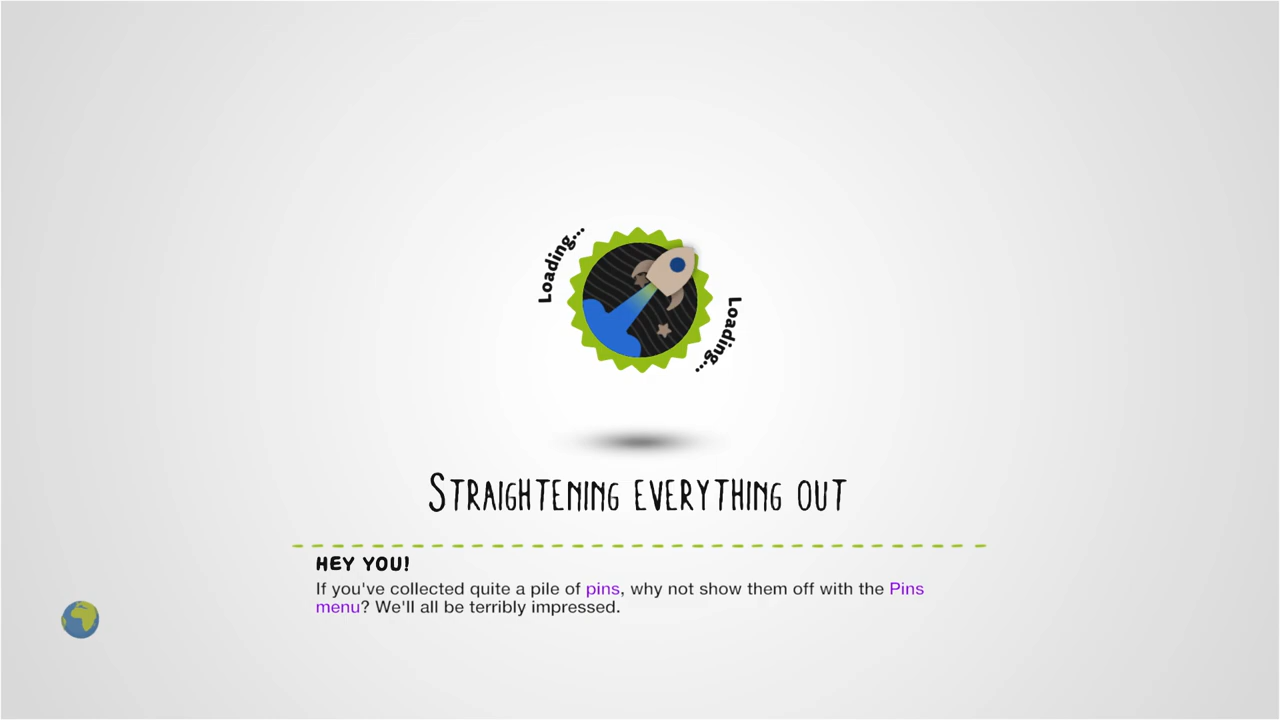 Loading...
Loading...
STRAIGHTENING EVERYTHING OUT
HEY YOU!
If you've collected quite a pile of pins, why not show them off with the Pins
menu? We'll all be terribly impressed.